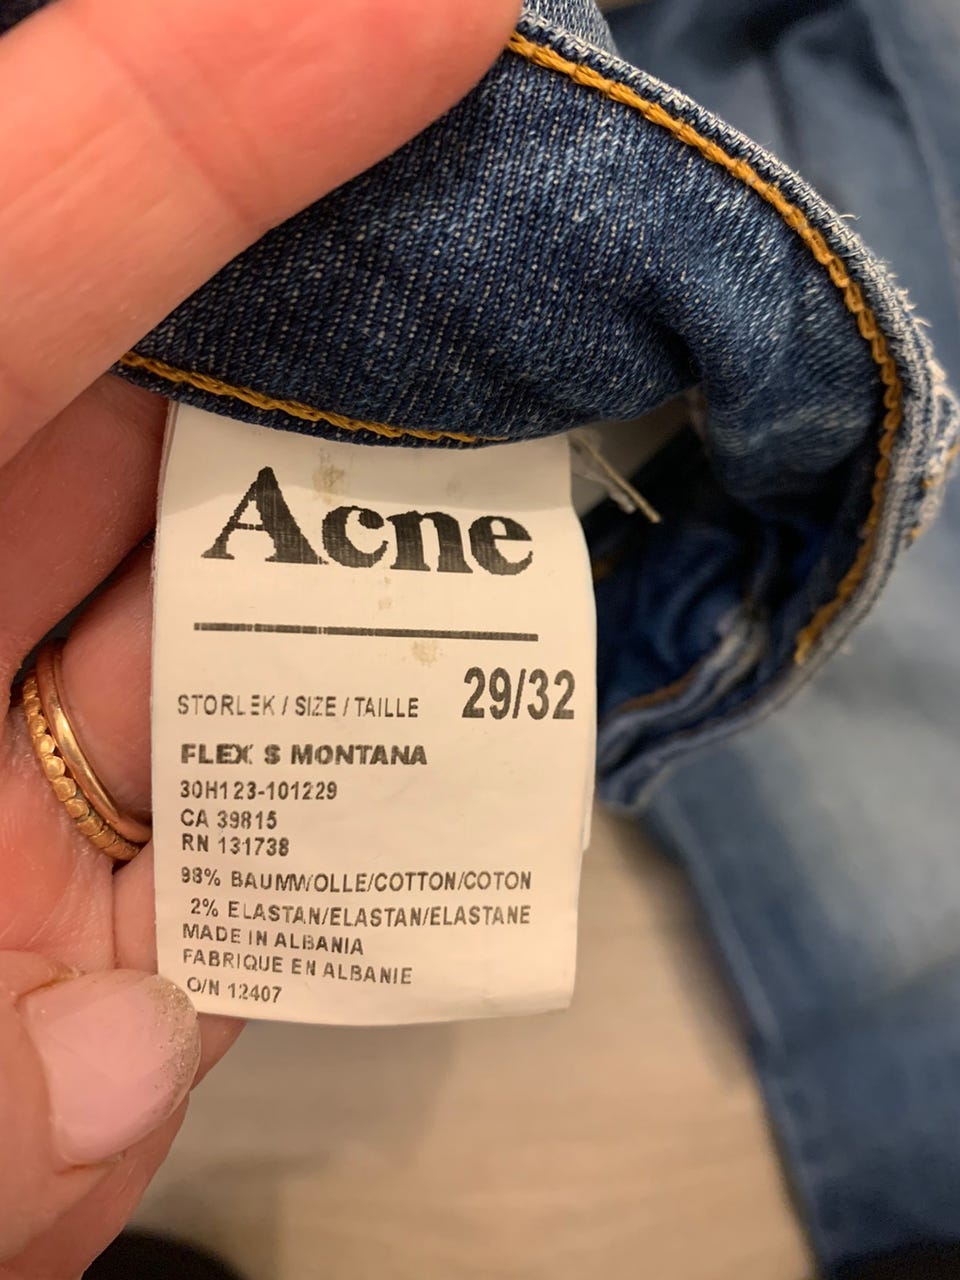 Acne
STORLEK / SIZE / TAILLE 29/32
FLEX S MONTANA
30H123-101229
CA 39815
RN 131738
98% BAUMWOLLE/COTTON/COTON
2% ELASTAN/ELASTAN/ELASTANE
MADE IN ALBANIA
FABRIQUE EN ALBANIE
O/N 12407